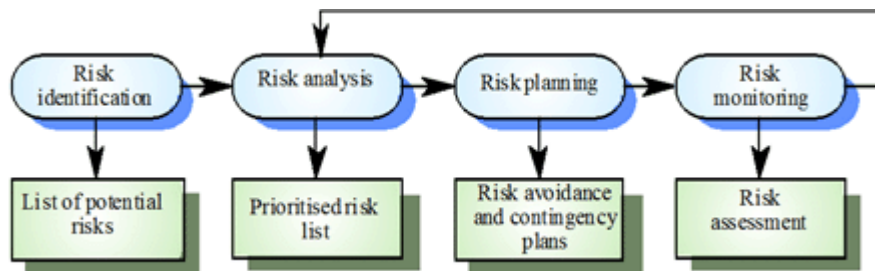 Risk
identification
Risk analysis
Risk planning
Risk
monitoring
List of potential
risks
Prioritised risk
list
Risk avoidance
and contingency
plans
Risk
assessment